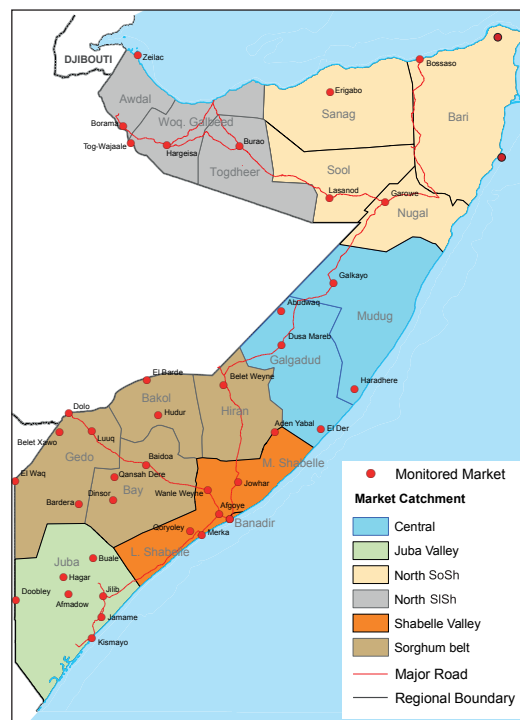 DJIBOUTI
Zeilac
Bossaso
Awdal
Erigabo
Borama
Woq. Galbeed
Sanag
Bari
Tog-Wajaale
Hargeisa
Burao
Togdheer
Sool
Lasanod
Garowe
Nugal
Galkayo
Abudwaq
Mudug
Dusa Mareb
Galgadud
El Barde
Belet Weyne
Haradhere
Dolo
Bakol
Hudur
Hiran
Aden Yabal
El Der
Belet Xawo
Luuq
Gedo
Baidoa
M. Shabelle
El Waq
Qansah Dere
Bay
Dinsor
Wanle Weyne
Jowhar
Bardera
Afgoye
Banadir
Qoryoley
Merka
L. Shabelle
Juba
Buale
Hagar
Doobley
Afmadow
Jilib
Jamame
Kismayo
Monitored Market
Market Catchment
Central
Juba Valley
North SoSh
North SlSh
Shabelle Valley
Sorghum belt
Major Road
Regional Boundary